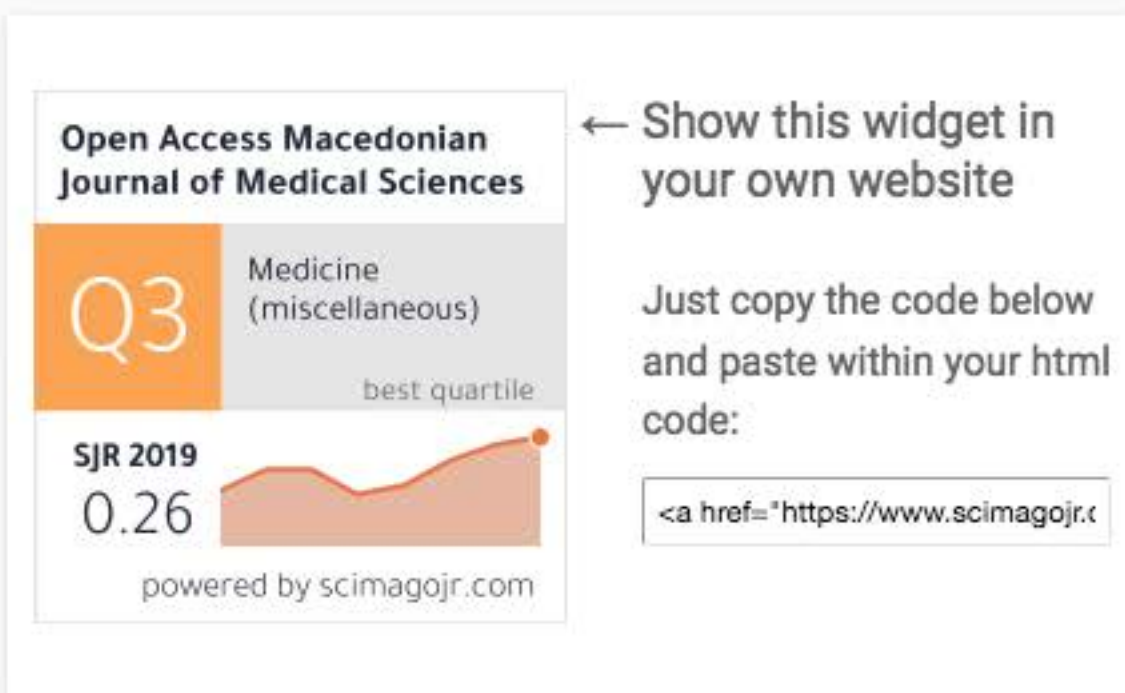 Open Access Macedonian
Journal of Medical Sciences
Q3
Medicine
(miscellaneous)
best quartile
SJR 2019
0.26
powered by scimagojr.com
← Show this widget in
your own website
Just copy the code below
and paste within your html
code:
<a href="https://www.scimagojr.c